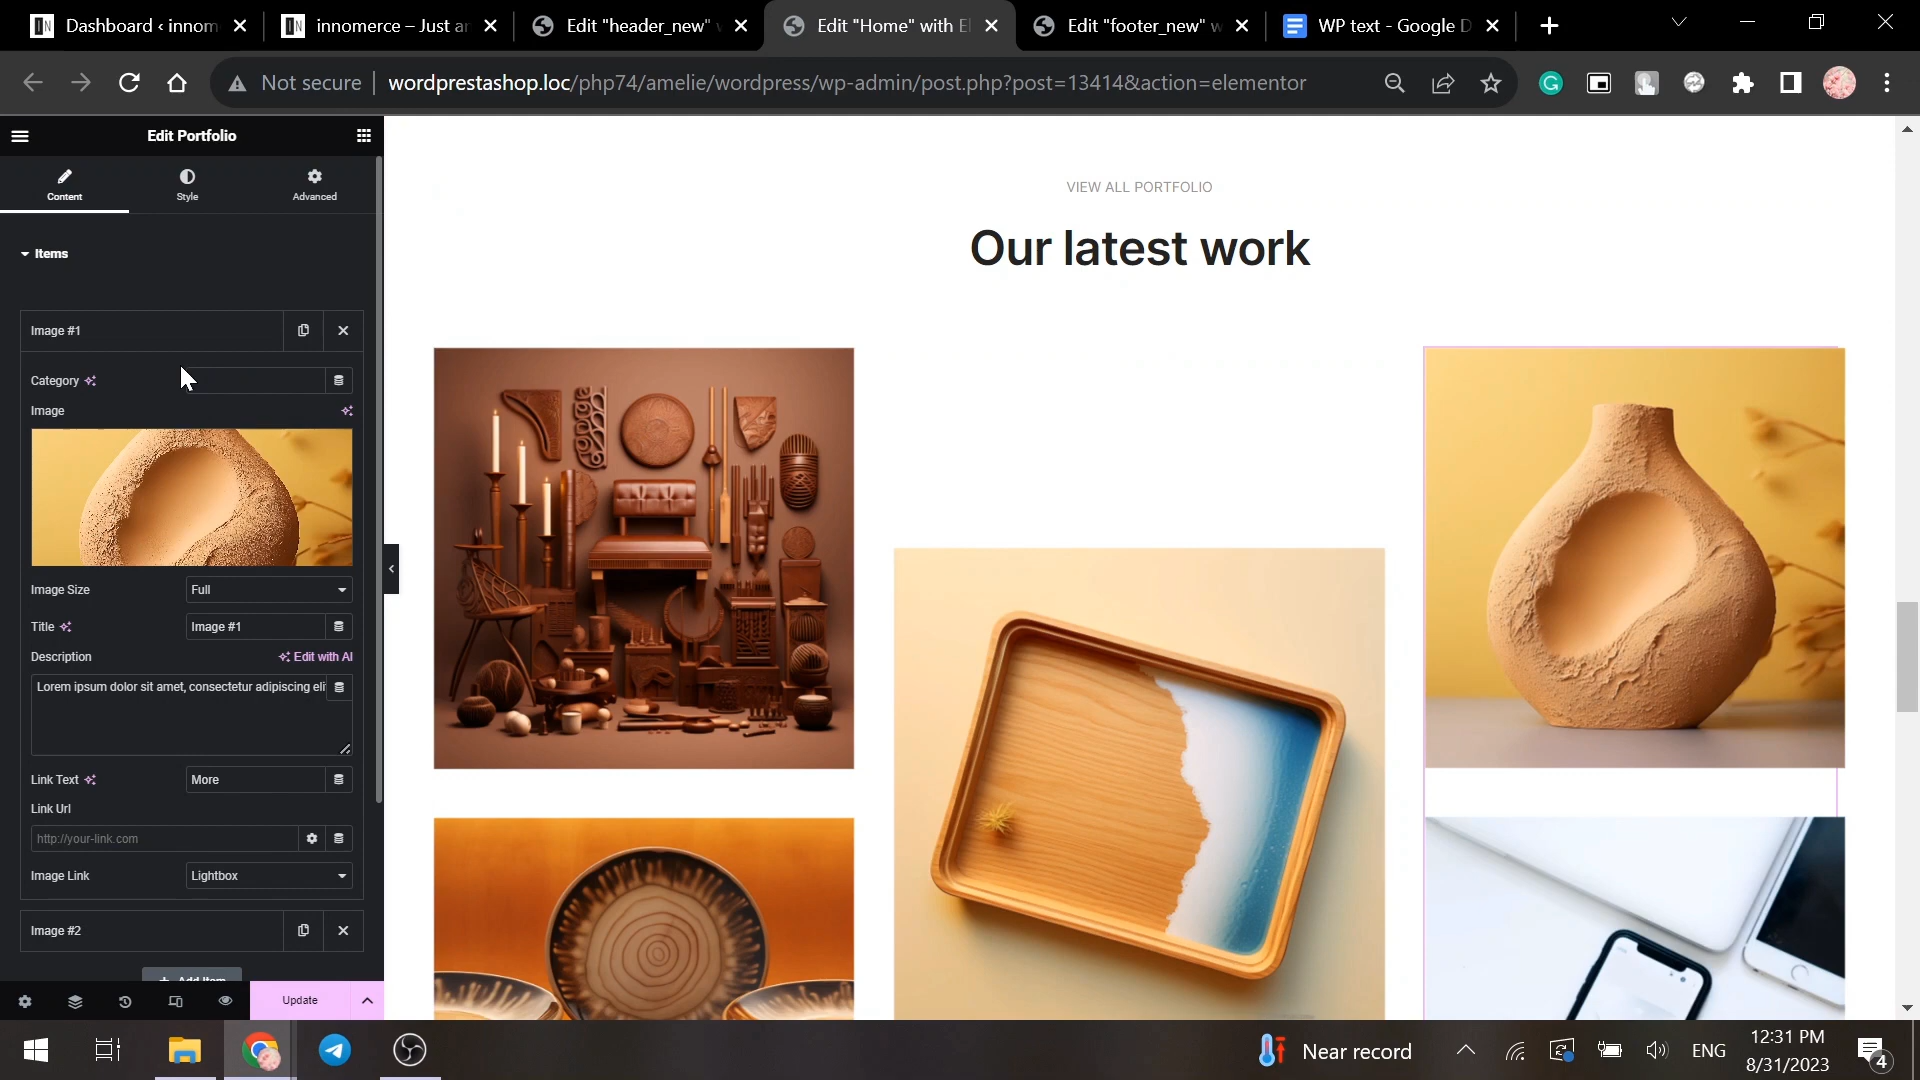 Dashboard ‹ innom
innomerce – Just an
Edit "header_new" w
Edit "Home" with El
Edit "footer_new" w
WP text - Google D
Not secure
wordprestashop.loc/php74/amelie/wordpress/wp-admin/post.php?post=13414&action=elementor
Edit Portfolio
Content
Style
Advanced
Items
Image #1
Category
Image
Image Size
Full
Title
Image #1
Description
Edit with AI
Lorem ipsum dolor sit amet, consectetur adipiscing eli
Link Text
More
Link Url
http://your-link.com
Image Link
Lightbox
Image #2
Add Item
Update
VIEW ALL PORTFOLIO
Our latest work
Near record
ENG
12:31 PM
8/31/2023
4